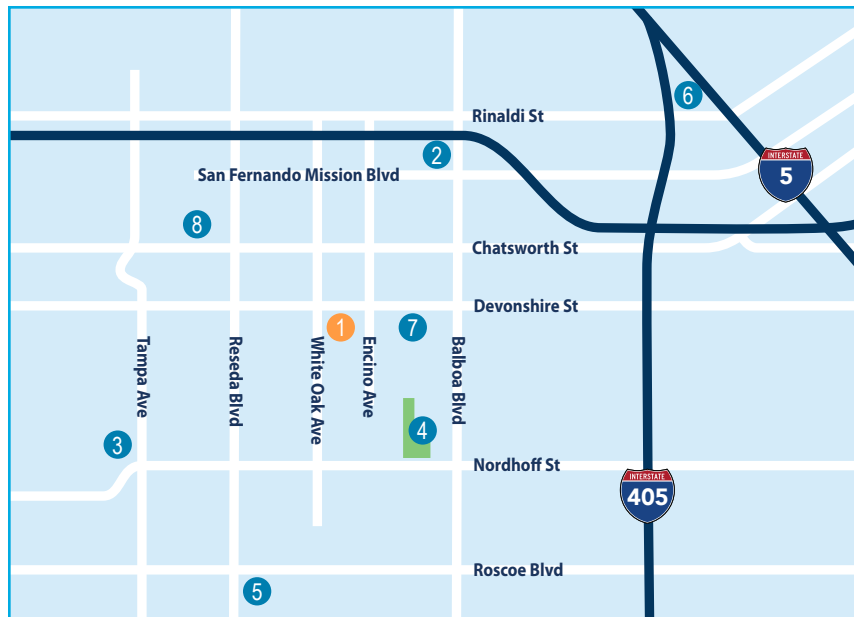 6
Rinaldi St
2
INTERSTATE
5
San Fernando Mission Blvd
8
Chatsworth St
Devonshire St
1
7
Tampa Ave
Reseda Blvd
White Oak Ave
Encino Ave
Balboa Blvd
3
4
Nordhoff St
INTERSTATE
405
Roscoe Blvd
5